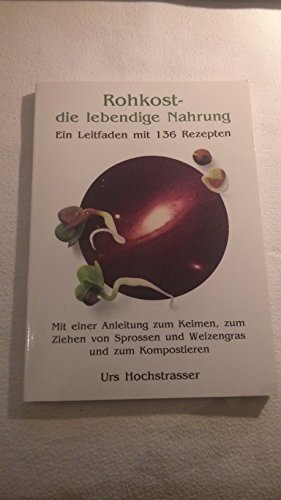 Rohkost-
die lebendige Nahrung
Ein Leitfaden mit 136 Rezepten
Mit einer Anleitung zum Keimen, zum
Ziehen von Sprossen und Weizengras
und zum Kompostieren
Urs Hochstrasser